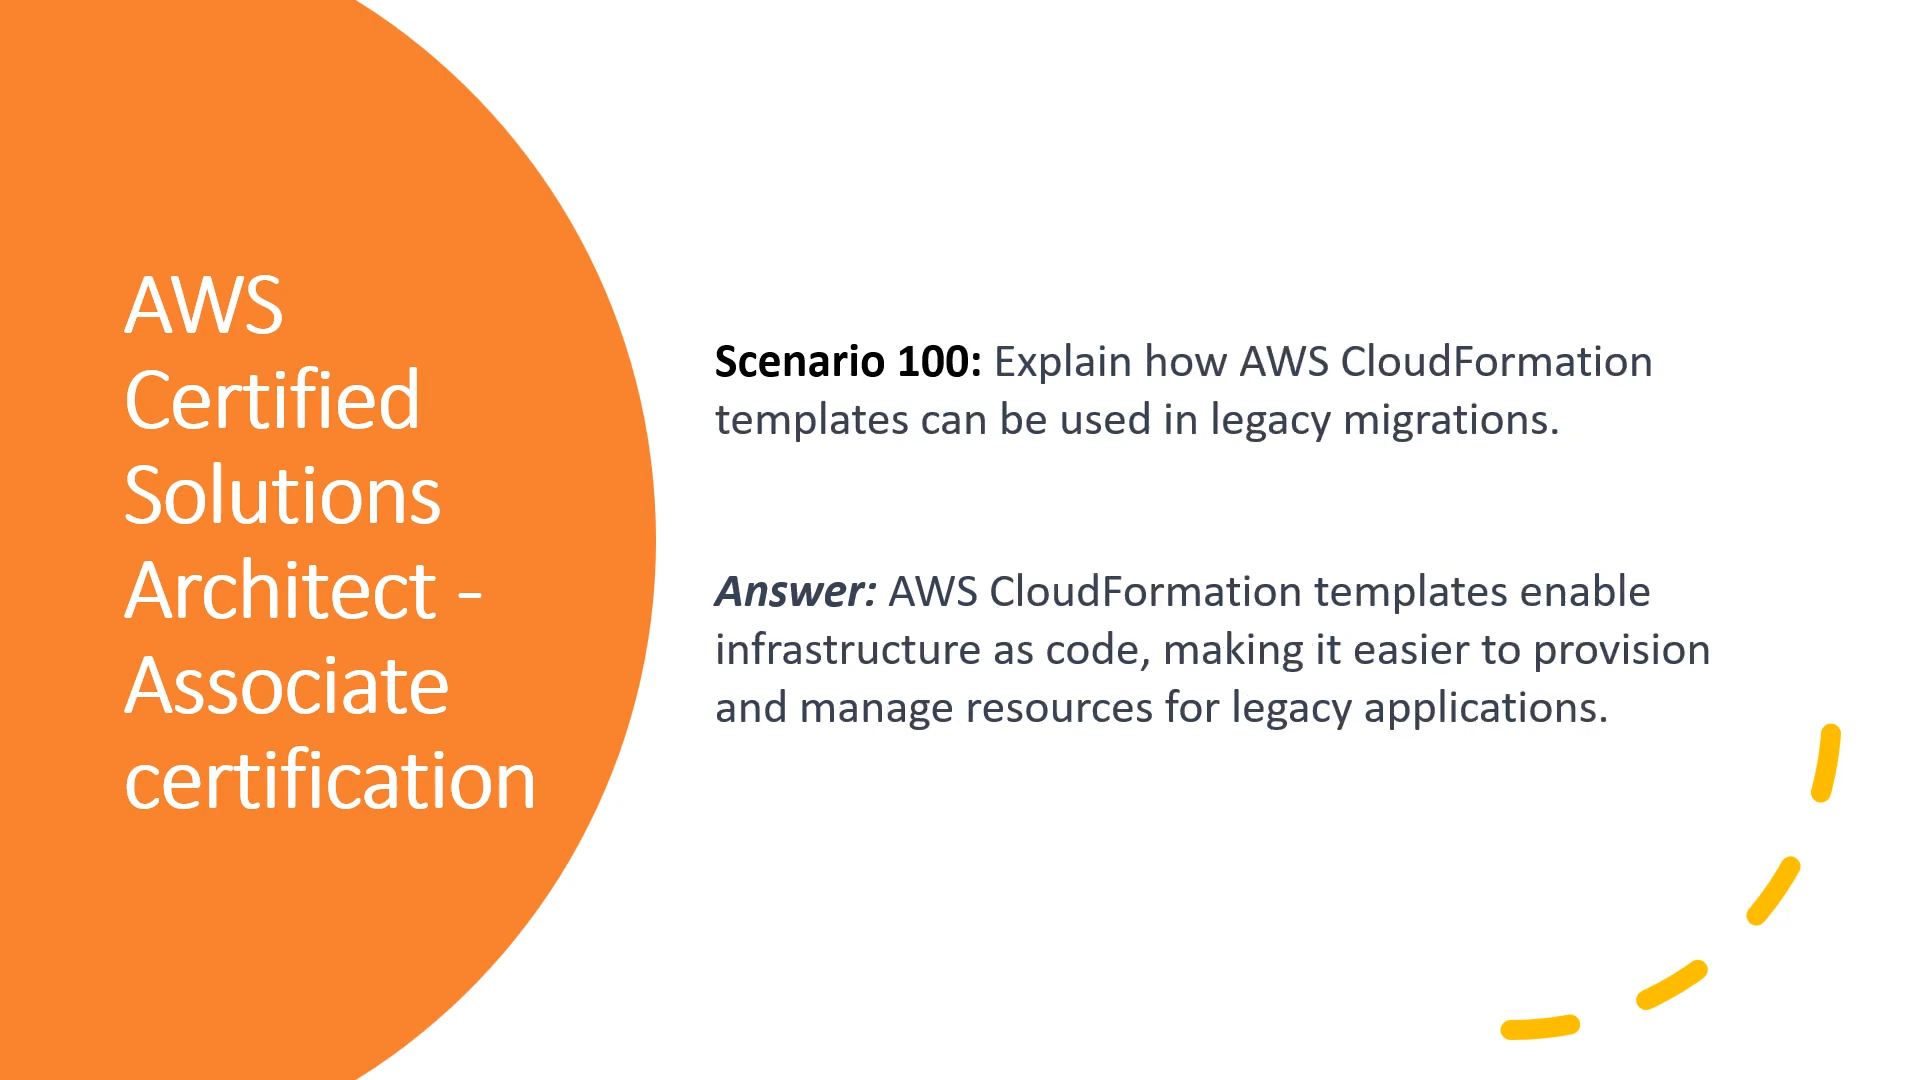 AWS
Certified
Solutions
Architect -
Associate
certification
Scenario 100: Explain how AWS CloudFormation
templates can be used in legacy migrations.
Answer: AWS CloudFormation templates enable
infrastructure as code, making it easier to provision
and manage resources for legacy applications.